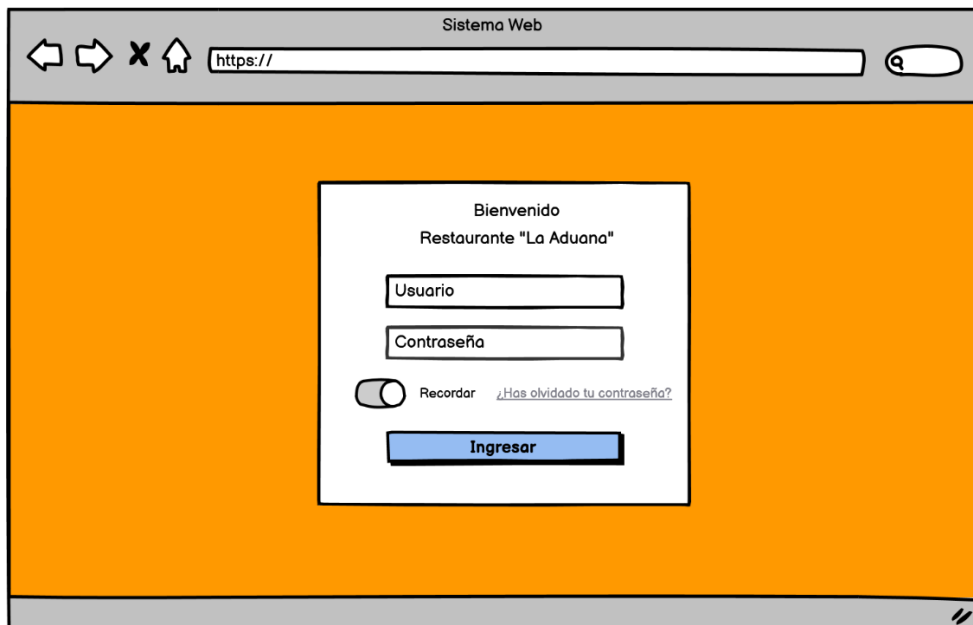 Sistema Web
https://
Bienvenido
Restaurante "La Aduana"
Usuario
Contraseña
Recordar ¿Has olvidado tu contraseña?
Ingresar